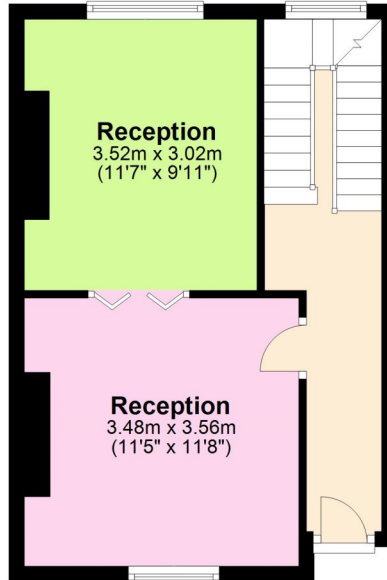 Reception
3.52m x 3.02m
(11'7" x 9'11")
Reception
3.48m x 3.56m
(11'5" x 11'8")